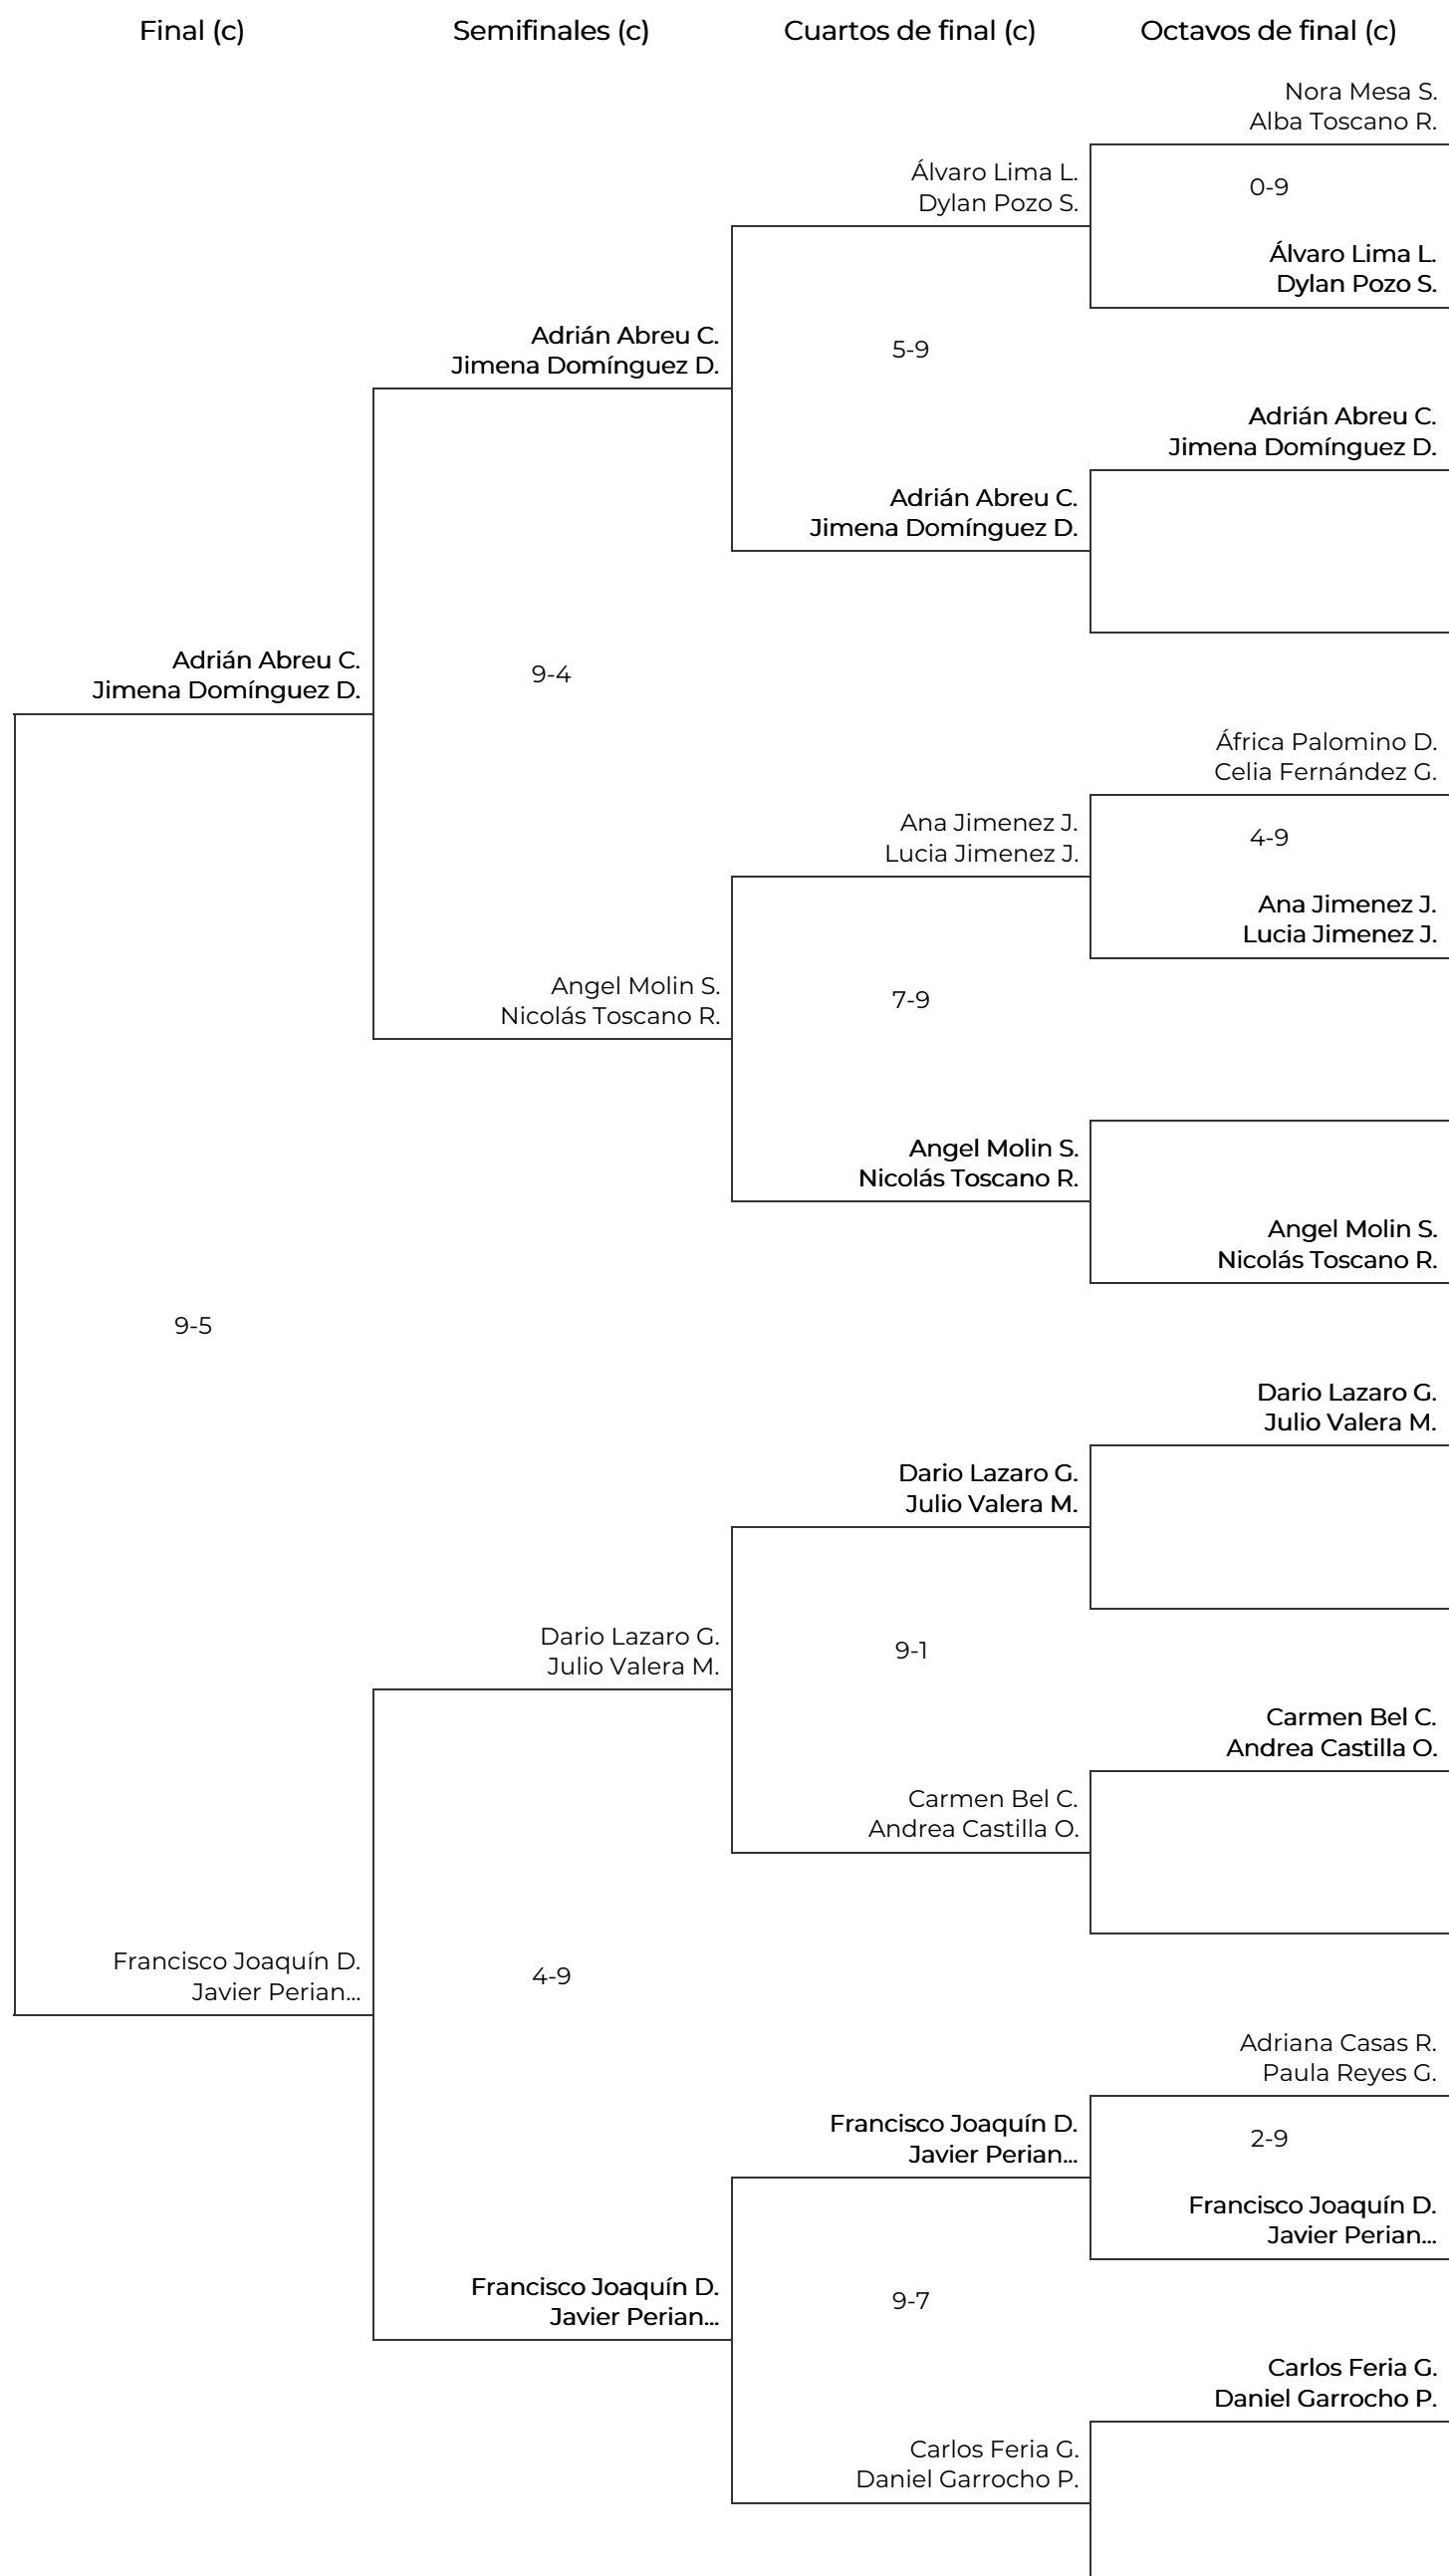 Final (c)
Semifinales (c)
Cuartos de final (c)
Octavos de final (c)
Nora Mesa S.
Alba Toscano R.
Álvaro Lima L.
Dylan Pozo S.
0-9
Álvaro Lima L.
Dylan Pozo S.
Adrián Abreu C.
Jimena Domínguez D.
5-9
Adrián Abreu C.
Jimena Domínguez D.
Adrián Abreu C.
Jimena Domínguez D.
Adrián Abreu C.
Jimena Domínguez D.
9-4
África Palomino D.
Celia Fernández G.
Ana Jimenez J.
Lucia Jimenez J.
4-9
Ana Jimenez J.
Lucia Jimenez J.
Angel Molin S.
Nicolás Toscano R.
7-9
Angel Molin S.
Nicolás Toscano R.
Angel Molin S.
Nicolás Toscano R.
9-5
Dario Lazaro G.
Julio Valera M.
Dario Lazaro G.
Julio Valera M.
Dario Lazaro G.
Julio Valera M.
9-1
Carmen Bel C.
Andrea Castilla O.
Carmen Bel C.
Andrea Castilla O.
Francisco Joaquín D.
Javier Perian...
4-9
Adriana Casas R.
Paula Reyes G.
Francisco Joaquín D.
Javier Perian...
2-9
Francisco Joaquín D.
Javier Perian...
Francisco Joaquín D.
Javier Perian...
9-7
Carlos Feria G.
Daniel Garrocho P.
Carlos Feria G.
Daniel Garrocho P.